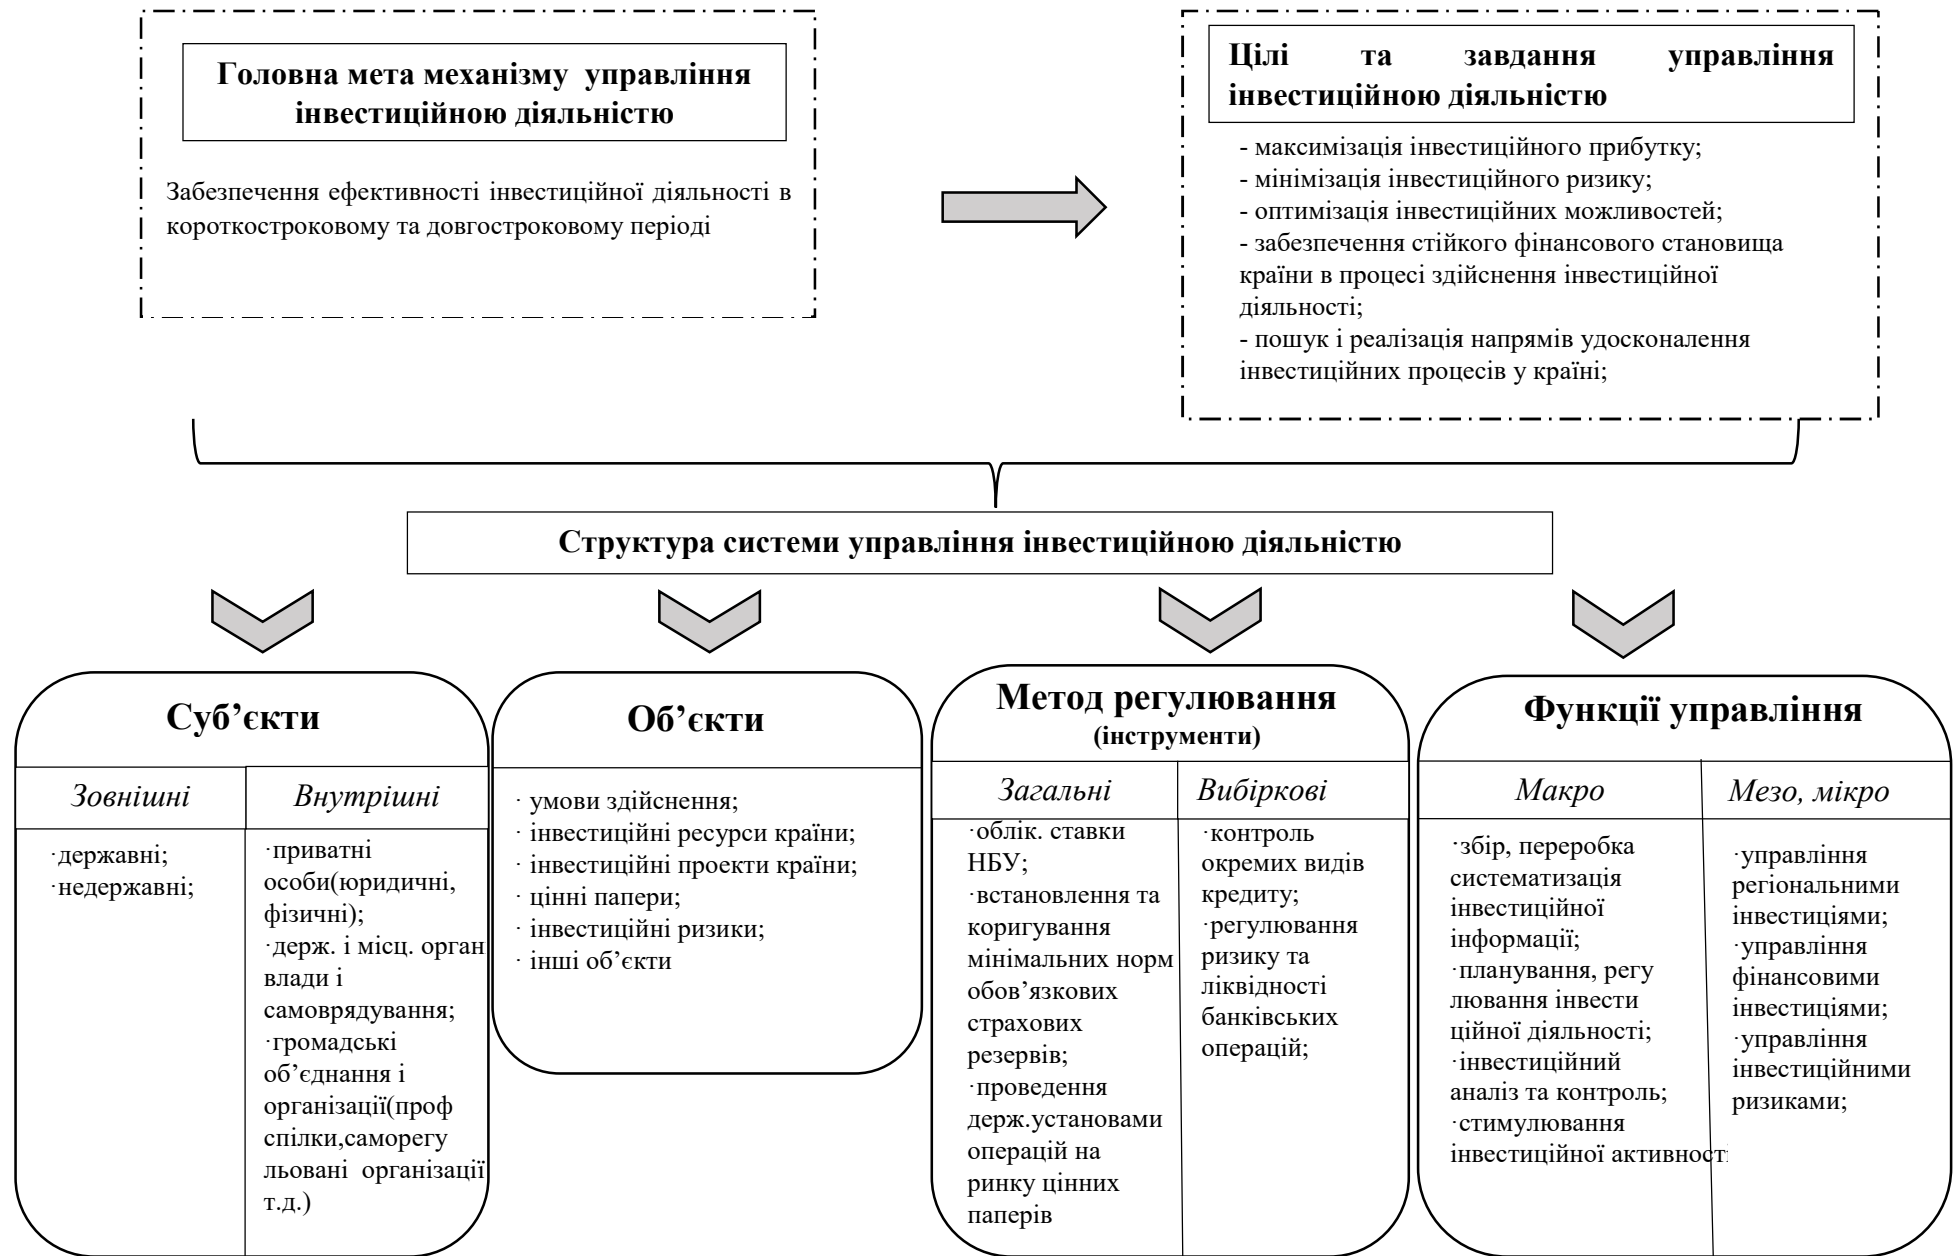 Головна мета механізму управління
інвестиційною діяльністю
Забезпечення ефективності інвестиційної діяльності в
короткостроковому та довгостроковому періоді
Цілі та завдання управління
інвестиційною діяльністю
- максимізація інвестиційного прибутку;
- мінімізація інвестиційного ризику;
- оптимізація інвестиційних можливостей;
- забезпечення стійкого фінансового становища
країни в процесі здійснення інвестиційної
діяльності;
- пошук і реалізація напрямів удосконалення
інвестиційних процесів у країні;
Структура системи управління інвестиційною діяльністю
Суб’єкти
Зовнішні
·державні;
·недержавні;
Внутрішні
·приватні
особи(юридичні,
фізичні);
·держ. і місц. орган
влади і
самоврядування;
·громадські
об’єднання і
організації(проф
спілки,саморегу
льовані організації
т.д.)
Об’єкти
· умови здійснення;
· інвестиційні ресурси країни;
· інвестиційні проекти країни;
· цінні папери;
· інвестиційні ризики;
· інші об’єкти
Метод регулювання
(інструменти)
Загальні
·облік. ставки
НБУ;
·встановлення та
коригування
мінімальних норм
обов’язкових
страхових
резервів;
·проведення
держ.установами
операцій на
ринку цінних
паперів
Вибіркові
·контроль
окремих видів
кредиту;
·регулювання
ризику та
ліквідності
банківських
операцій;
Функції управління
Макро
·збір, переробка
систематизація
інвестиційної
інформації;
·планування, регу
лювання інвести
ційної діяльності;
·інвестиційний
аналіз та контроль;
·стимулювання
інвестиційної активност
Мезо, мікро
·управління
регіональними
інвестиціями;
·управління
фінансовими
інвестиціями;
·управління
інвестиційними
ризиками;